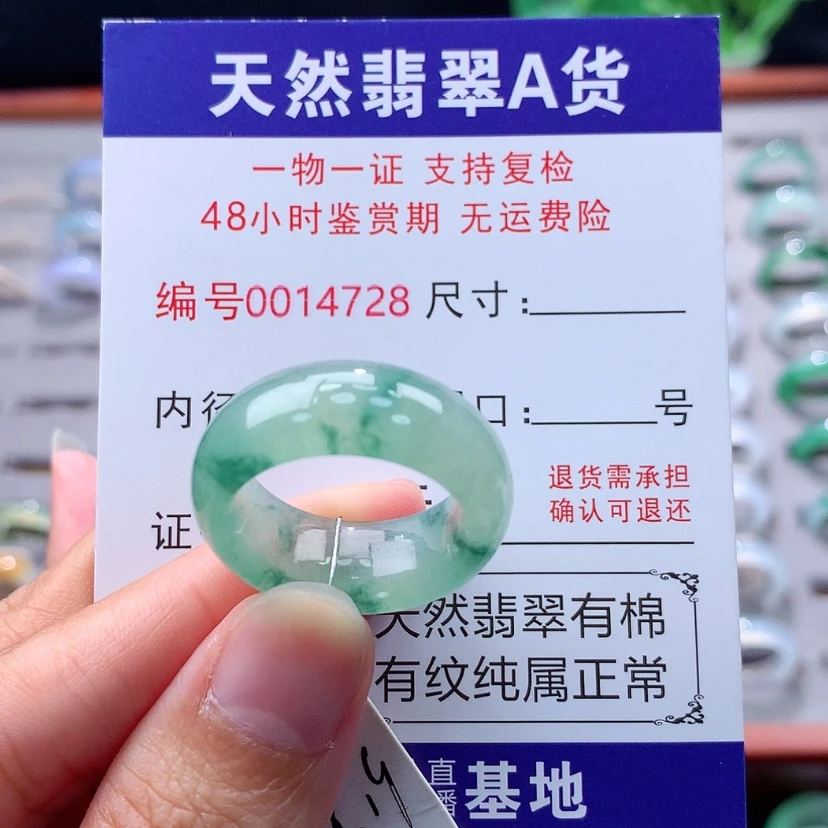 天然翡翠A货
一物一证 支持复检
48小时鉴赏期 无运费险
编号0014728 尺寸:
内径 口: 号
退货需承担
确认可退还
证
天然翡翠有棉
有纹纯属正常
直播基地